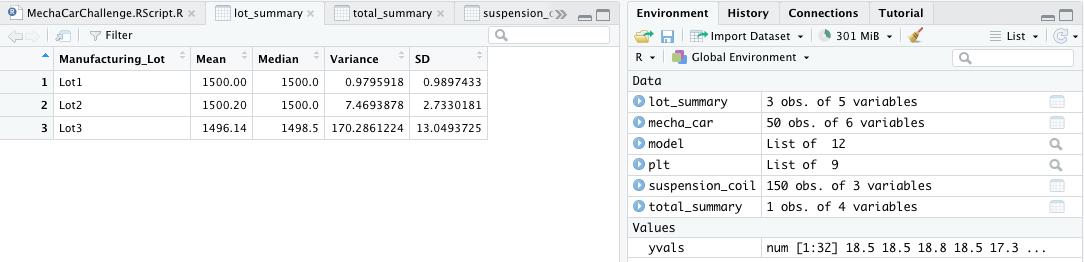 MechaCarChallenge.RScript.R × lot_summary × total_summary × suspension_c
Filter
Manufacturing_Lot Mean Median Variance SD
1 Lot1 1500.00 1500.0 0.9795918 0.9897433
2 Lot2 1500.20 1500.0 7.4693878 2.7330181
3 Lot3 1496.14 1498.5 170.2861224 13.0493725
Environment History Connections Tutorial
Import Dataset 301 MiB List
R Global Environment
Data
lot_summary 3 obs. of 5 variables
mecha_car 50 obs. of 6 variables
model List of 12
plt List of 9
suspension_coil 150 obs. of 3 variables
total_summary 1 obs. of 4 variables
Values
yvals num [1:32] 18.5 18.5 18.8 18.5 17.3 ...